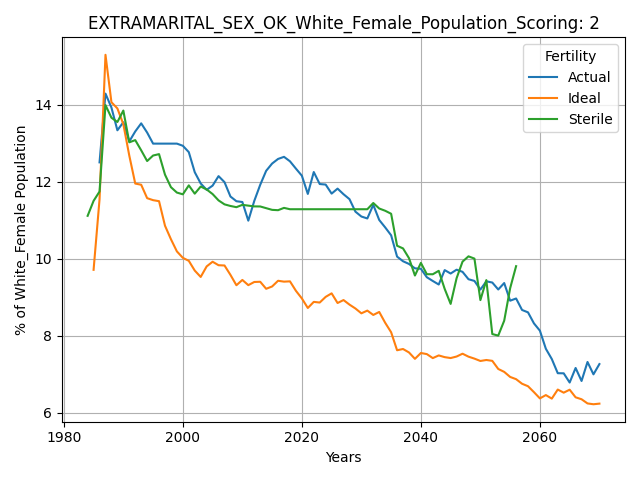 EXTRAMARITAL_SEX_OK_White_Female_Population_Scoring: 2
Fertility
Actual
Ideal
Sterile
% of White_Female Population
14
12
10
8
6
1980
2000
2020
2040
2060
Years